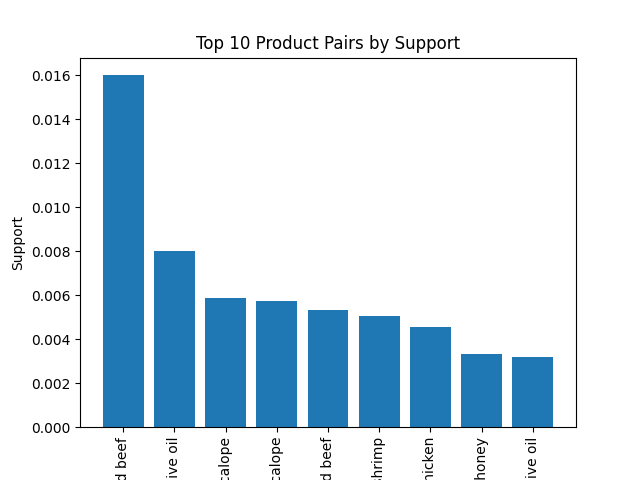 Top 10 Product Pairs by Support
Support
0.016
0.014
0.012
0.010
0.008
0.006
0.004
0.002
0.000
d beef
ive oil
calope
calope
d beef
shrimp
hicken
honey
ive oil